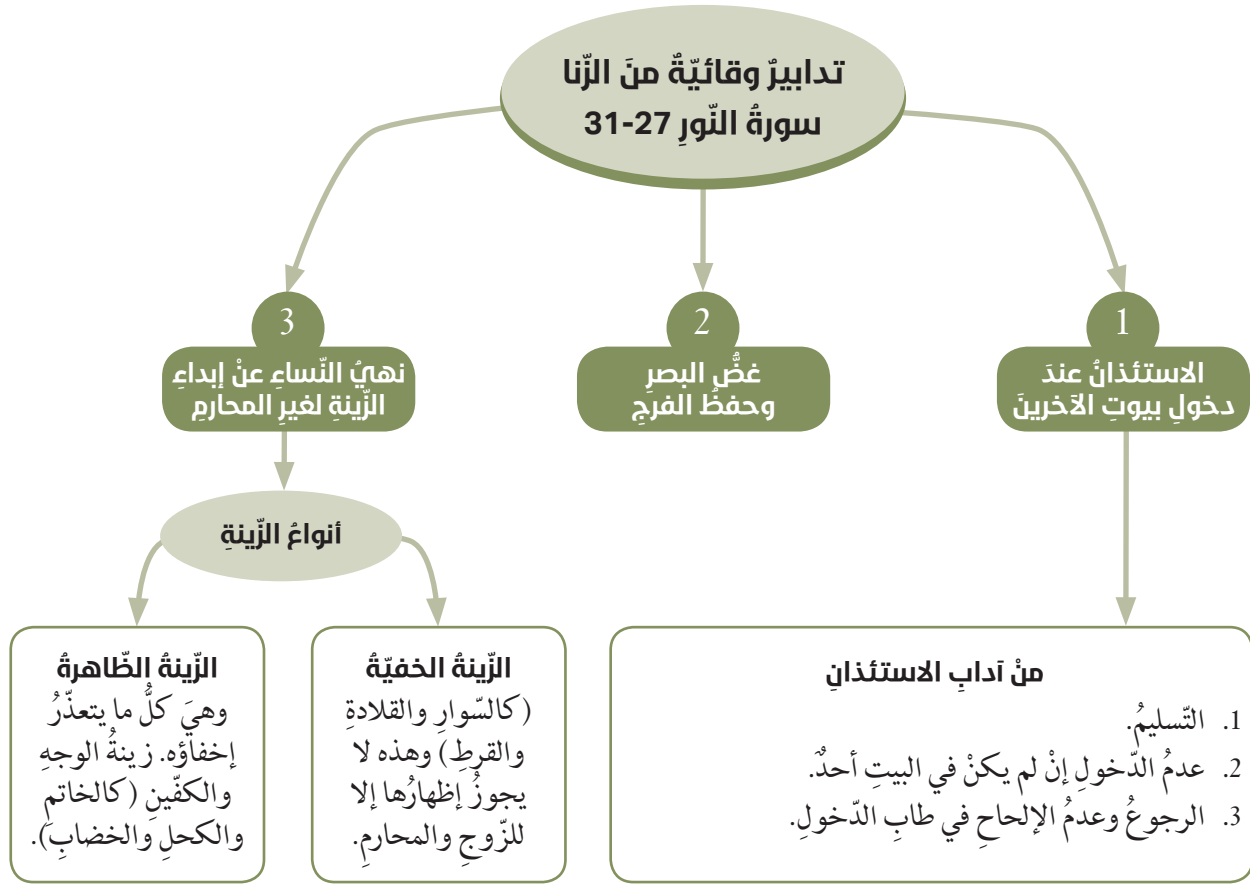 تدابيرُ وقائيّةٌ منَ الزّنا
سورةُ النّورِ 27-31
1
الاستئذانُ عندَ
دخولِ بيوتِ الآخرينَ
2
غضُّ البصرِ
وحفظُ الفرجِ
3
نهيُ النّساءِ عنْ إبداءِ
الزّينةِ لغيرِ المحارمِ
منْ آدابِ الاستئذانِ
1. التّسليمُ.
2. عدمُ الدّخولِ إنْ لم يكنْ في البيتِ أحدٌ.
3. الرجوعُ وعدمُ الإلحاحِ في طابِ الدّخولِ.
أنواعُ الزّينةِ
الزّينةُ الخفيّةُ
(كالسّوارِ والقلادةِ
والقرطِ) وهذه لا
يجوزُ إظهارُها إلا
للزّوجِ والمحارمِ.
الزّينةُ الظّاهرةُ
وهيَ كلُّ ما يتعذّرُ
إخفاؤه. زينةُ الوجهِ
والكفّينِ (كالخاتمِ
والكحلِ والخضابِ).